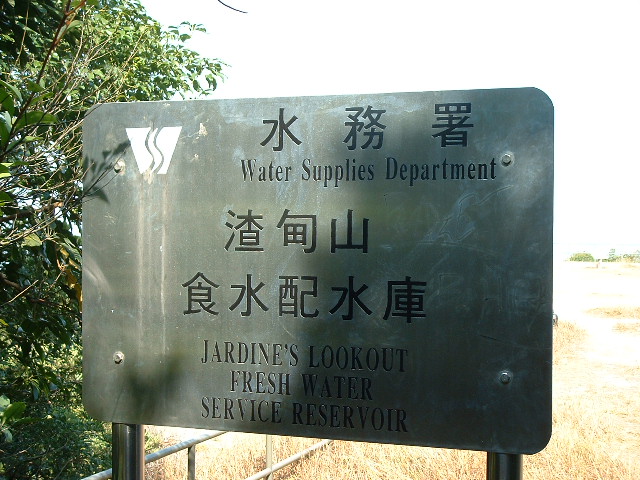 水務署
Water Supplies Department
渣甸山
食水配水庫
JARDINE'S LOOKOUT
FRESH WATER
SERVICE RESERVOIR